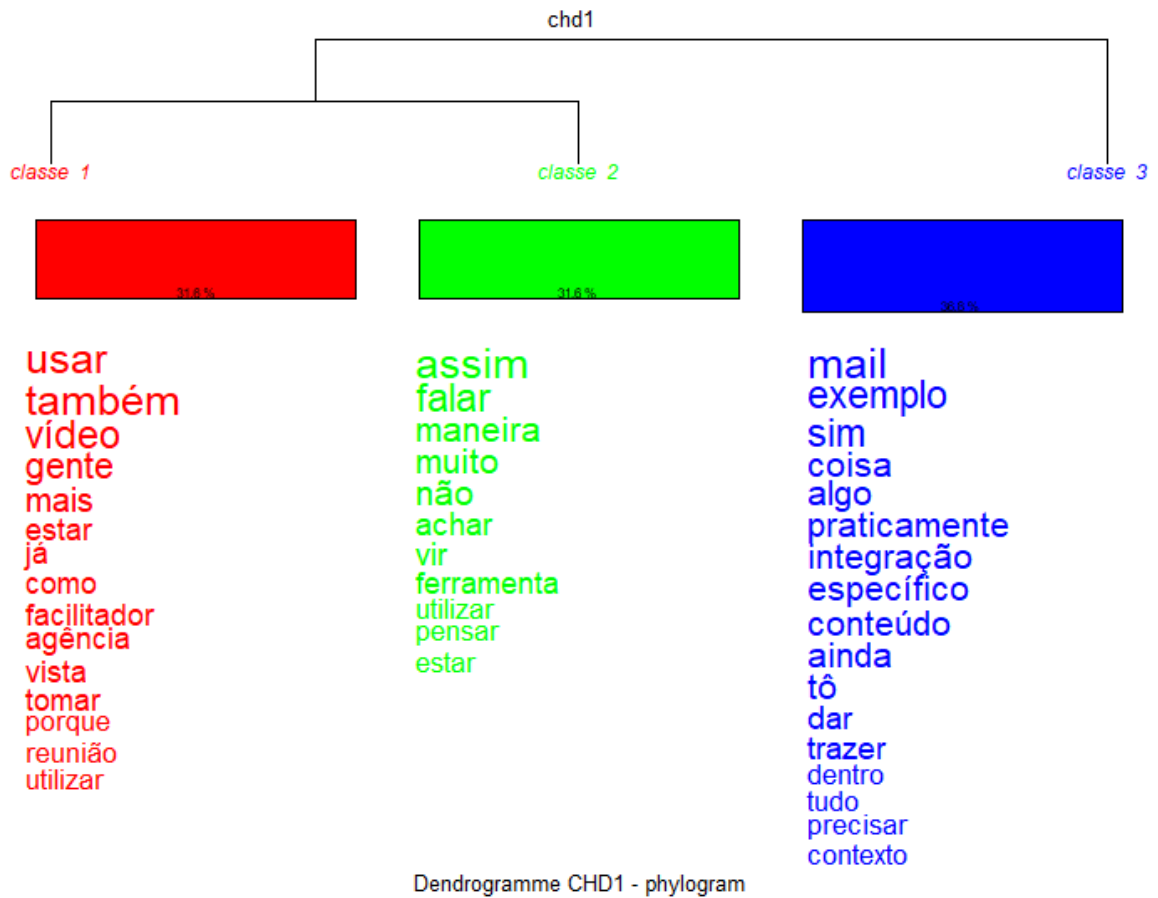 chd1
classe 1
classe 2
classe 3
31.6 %
31.6 %
36.8 %
usar
também
vídeo
gente
mais
estar
já
como
facilitador
agência
vista
tomar
porque
reunião
utilizar
assim
falar
maneira
muito
não
achar
vir
ferramenta
utilizar
pensar
estar
mail
exemplo
sim
coisa
algo
praticamente
integração
específico
conteúdo
ainda
tô
dar
trazer
dentro
tudo
precisar
contexto
Dendrogramme CHD1 - phylogram